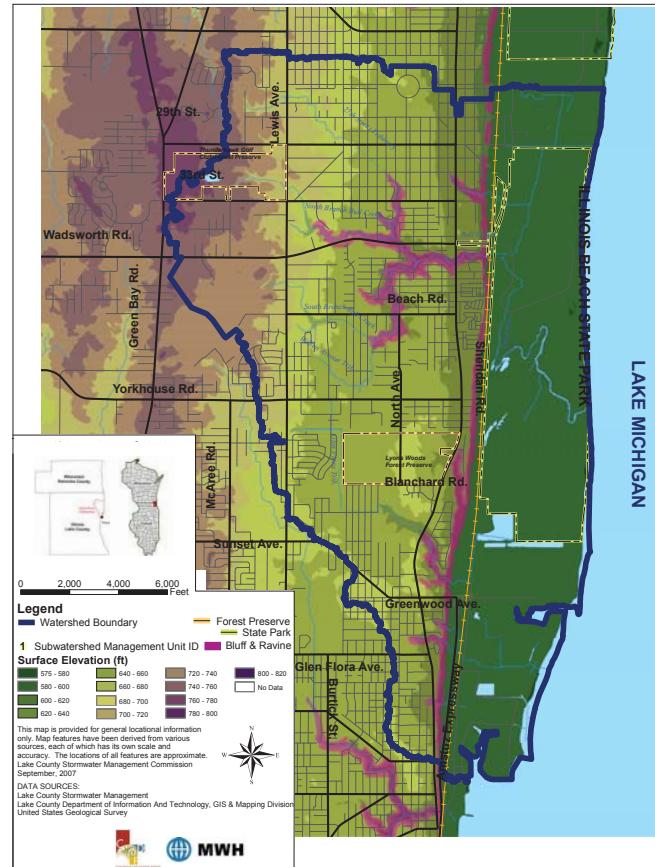 29th St.
Lewis Ave.
33rd St.
Wadsworth Rd.
South Branch Bull Creek
Beach Rd.
Green Bay Rd.
Sheridan Rd
ILLINOIS BEACH STATE PARK
LAKE MICHIGAN
Yorkhouse Rd.
North Ave
McAree Rd.
Lyons Woods
Forest Preserve
Blanchard Rd.
Sunset Ave.
Greenwood Ave.
Glen Flora Ave.
Burtick St.
Amstutz Expressway
0 2,000 4,000 6,000
Feet
Legend
Watershed Boundary
Forest Preserve
State Park
1 Subwatershed Management Unit ID
Bluff & Ravine
Surface Elevation (ft)
575 - 580 640 - 660 720 - 740 800 - 820
580 - 600 660 - 680 740 - 760 No Data
600 - 620 680 - 700 760 - 780
620 - 640 700 - 720 780 - 800
This map is provided for general locational information
only. Map features have been derived from various
sources, each of which has its own scale and
accuracy. The locations of all features are approximate.
Lake County Stormwater Management Commission
September, 2007
N
W E
S
DATA SOURCES:
Lake County Stormwater Management
Lake County Department of Information And Technology, GIS & Mapping Division
United States Geological Survey
MWH